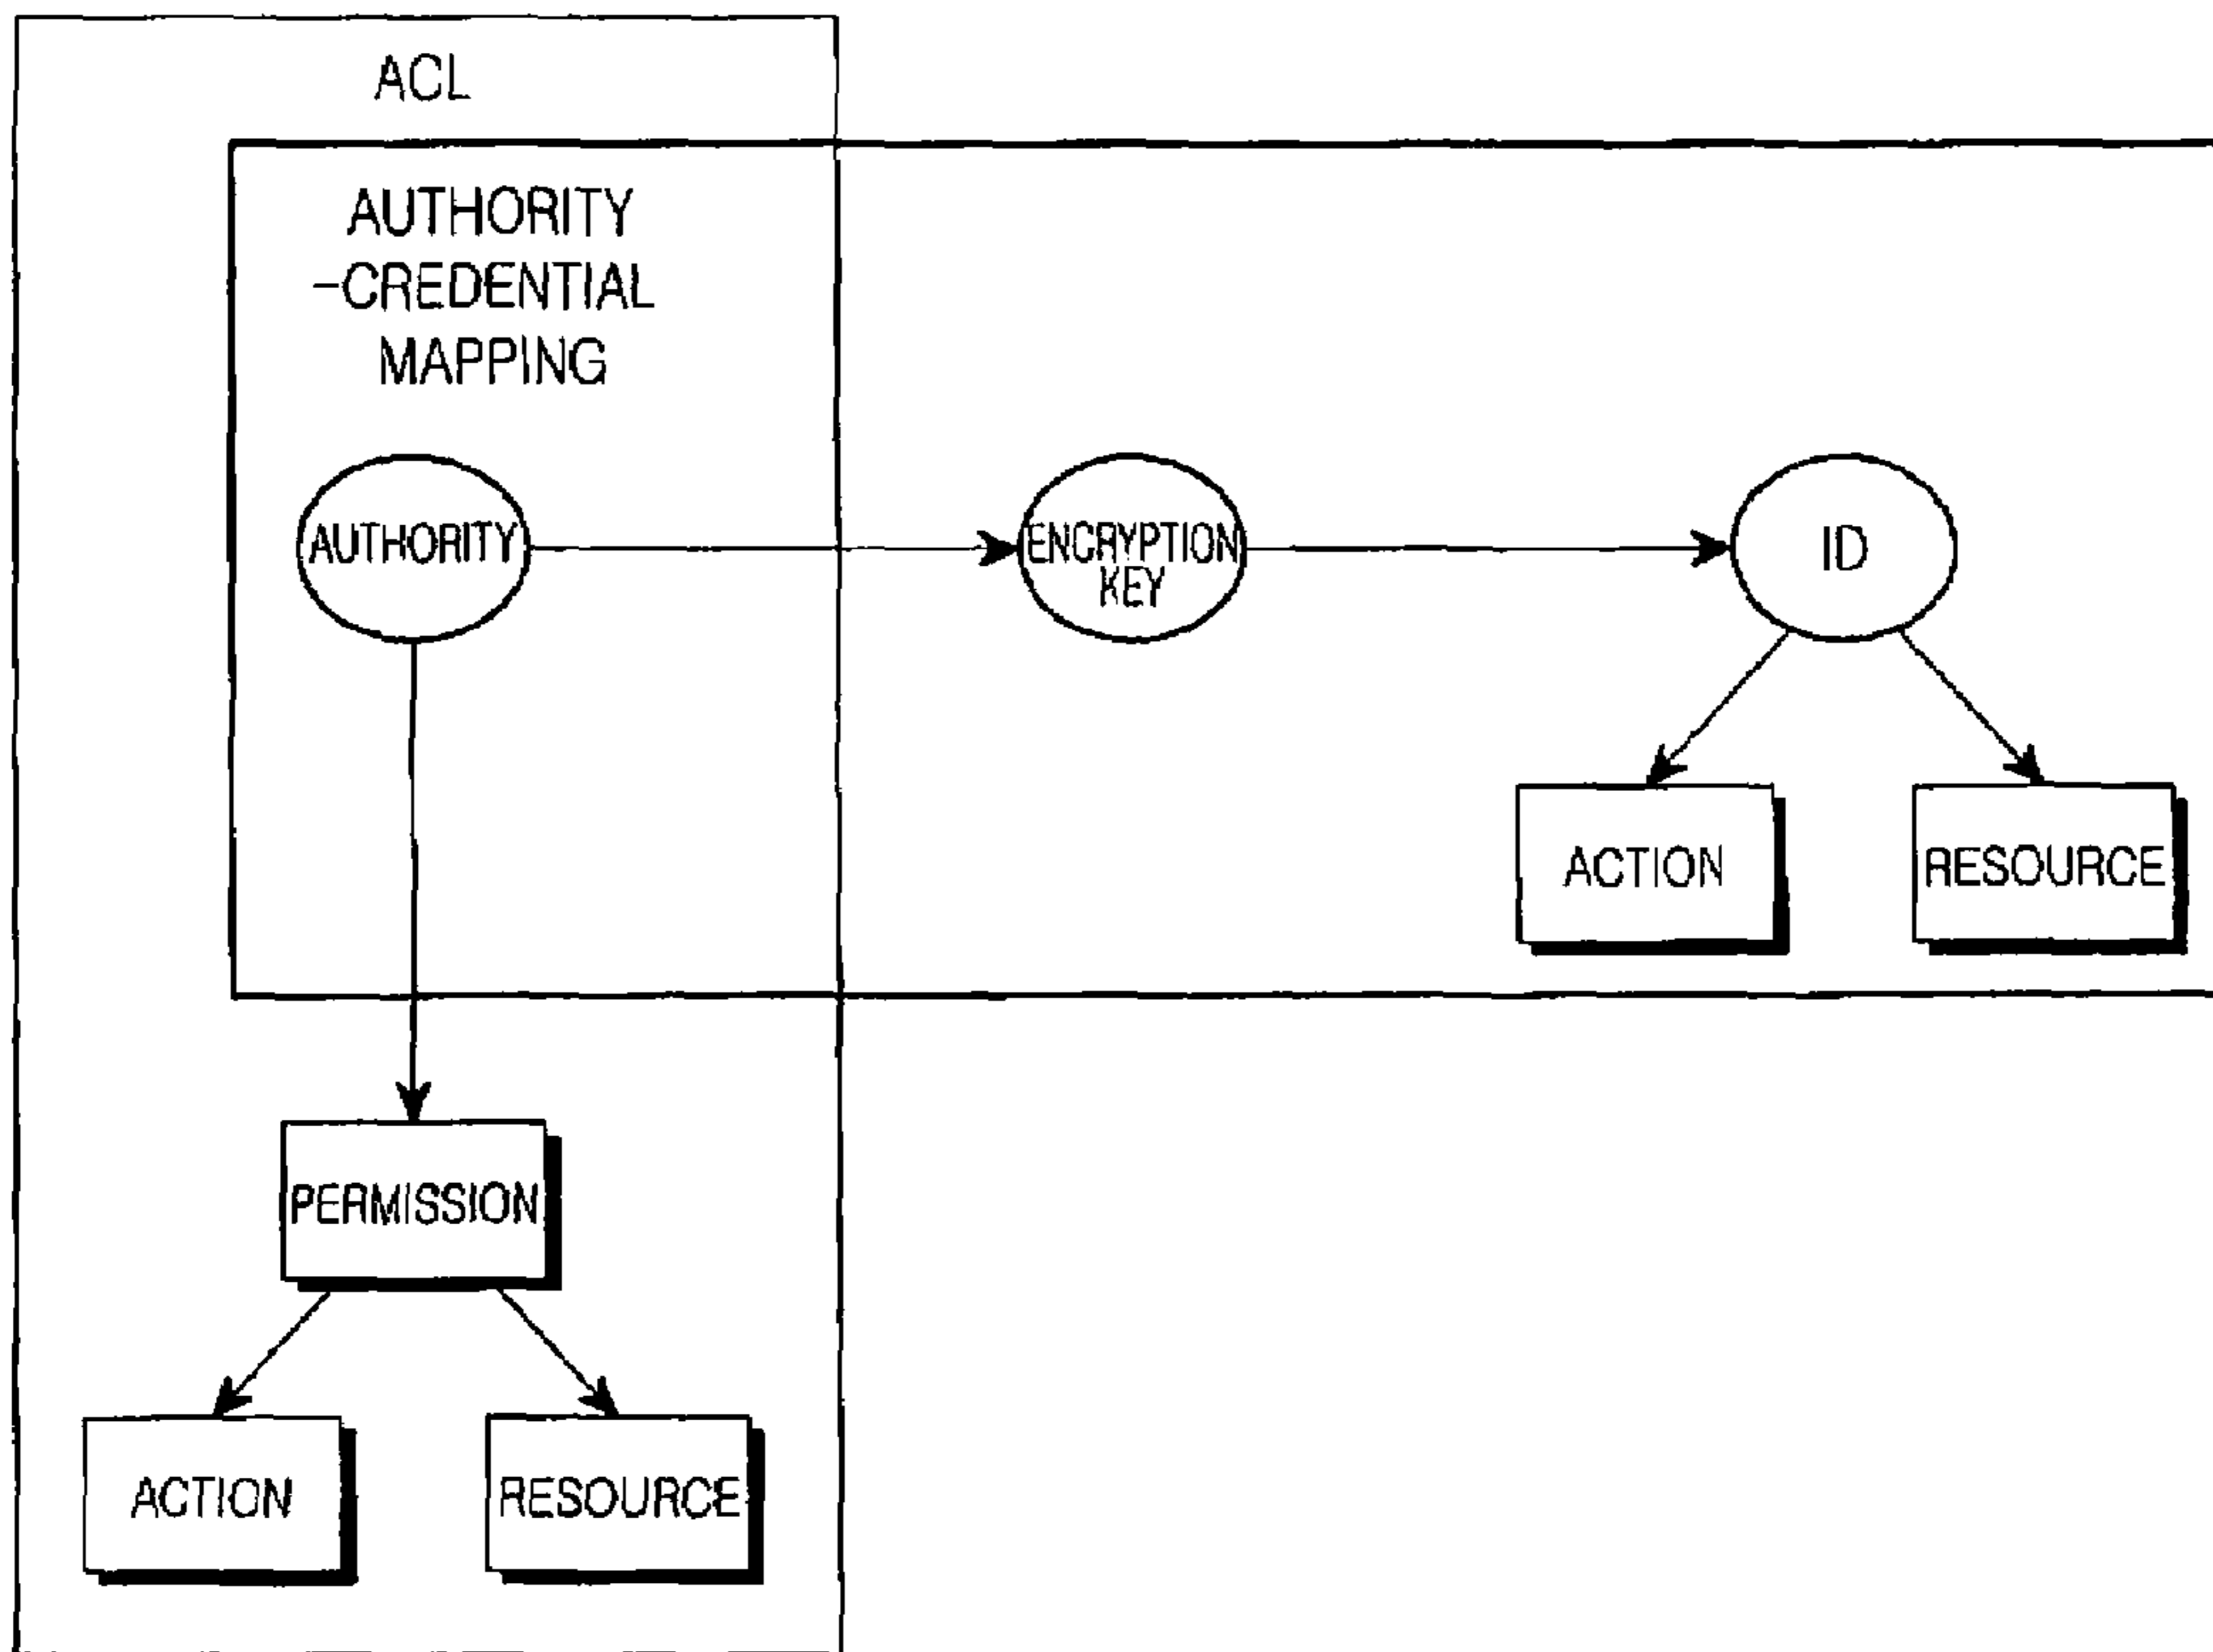 ACL
AUTHORITY
-CREDENTIAL
MAPPING
AUTHORITY
ENCRYPTION
KEY
ID
ACTION
RESOURCE
PERMISSION
ACTION
RESOURCE